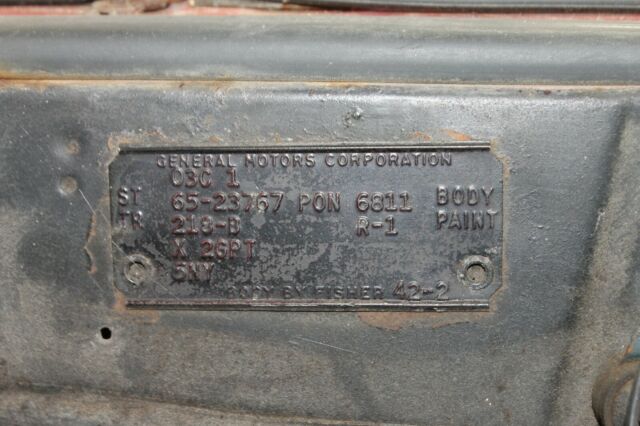 GENERAL MOTORS CORPORATION
03C 1
ST 65-23767 PON 6811 BODY
TR 218-B R-1 PAINT
X 26PT
5NY
BODY BY FISHER 42-2